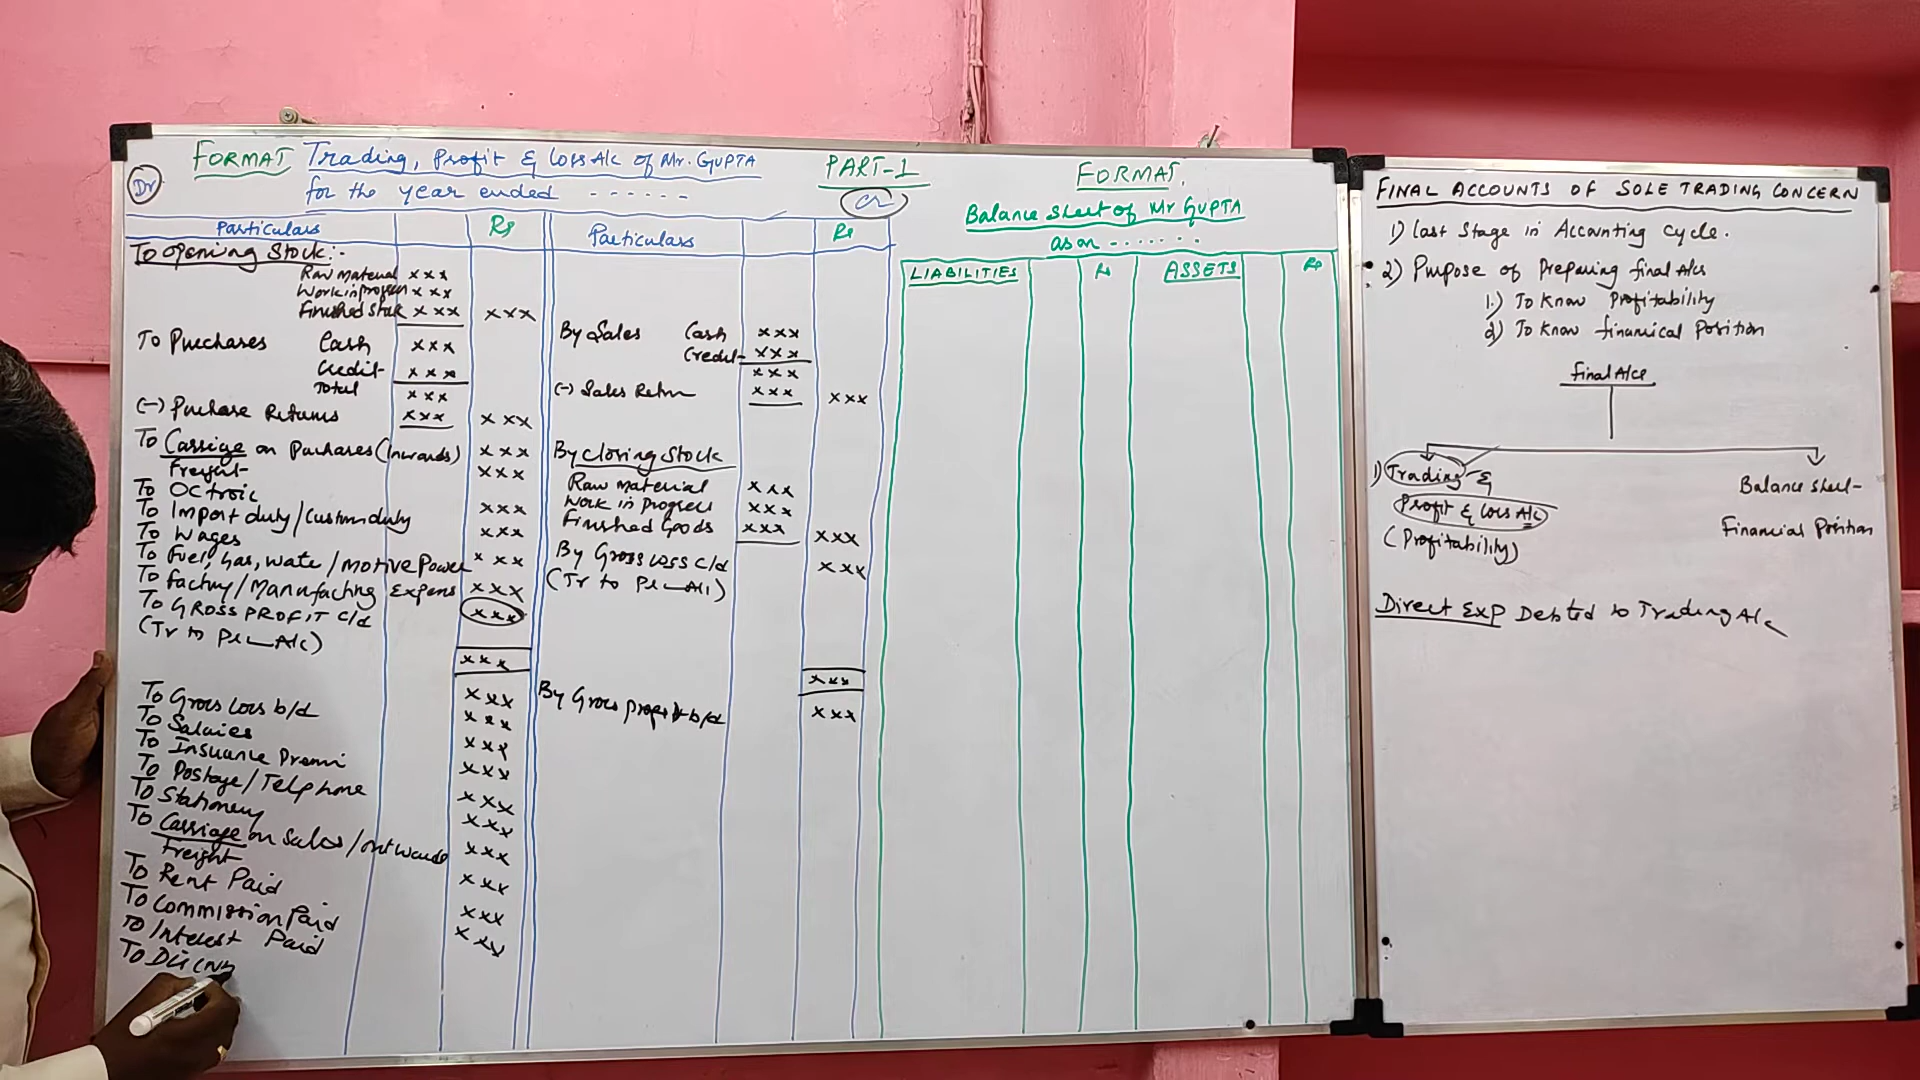 FORMAT Trading, Profit & Loss A/c of Mr. GUPTA
for the year ended - - - - - -
PART-1
Dr
Cr
Particulars Rs Particulars Rs
To Opening Stock:-
Raw material xxx
Work in progress xxx
Finished Stock xxx xxx
To Purchases Cash xxx
Credit xxx
Total xxx
(-) Purchase Returns xxx xxx
To Carriage on Purchases (Inwards) xxx
Freight xxx
To Octroic
To Import duty/Custom duty xxx
To Wages xxx
To Fuel, Gas, Wate/motive Power xxx
To Factory/Manufacting Expens xxx
To GROSS PROFIT c/d xxx
(Tr to PL A/c)
xxx
To Gross Loss b/d xxx
To Salaries xxx
To Insurance Premi xxx
To Postage/Telphone xxx
To Stationery xxx
To Carriage on Sales/outwards xxx
Freight xxx
To Rent Paid xxx
To Commission Paid xxx
To Interest Paid xxx
To Discn
By Sales Cash xxx
Credit xxx
xxx
(-) Sales Return xxx xxx
By Closing Stock
Raw material xxx
Work in progress xxx
Finished Goods xxx xxx
By Gross Loss c/d xxx
(Tr to PL A/c)
xxx
By Gross profit b/d xxx
FORMAT.
Balance Sheet of Mr GUPTA
as on .......
LIABILITIES Rs ASSETS Rs
FINAL ACCOUNTS OF SOLE TRADING CONCERN
1) Last Stage in Accounting Cycle.
2) Purpose of Preparing final A/cs
1.) To Know Profitability
2) To Know financial Position
Final A/cs
1) Trading &
Profit & Loss A/c
(Profitability)
Balance Sheet
Financial Position
Direct Exp Debited to Trading A/c